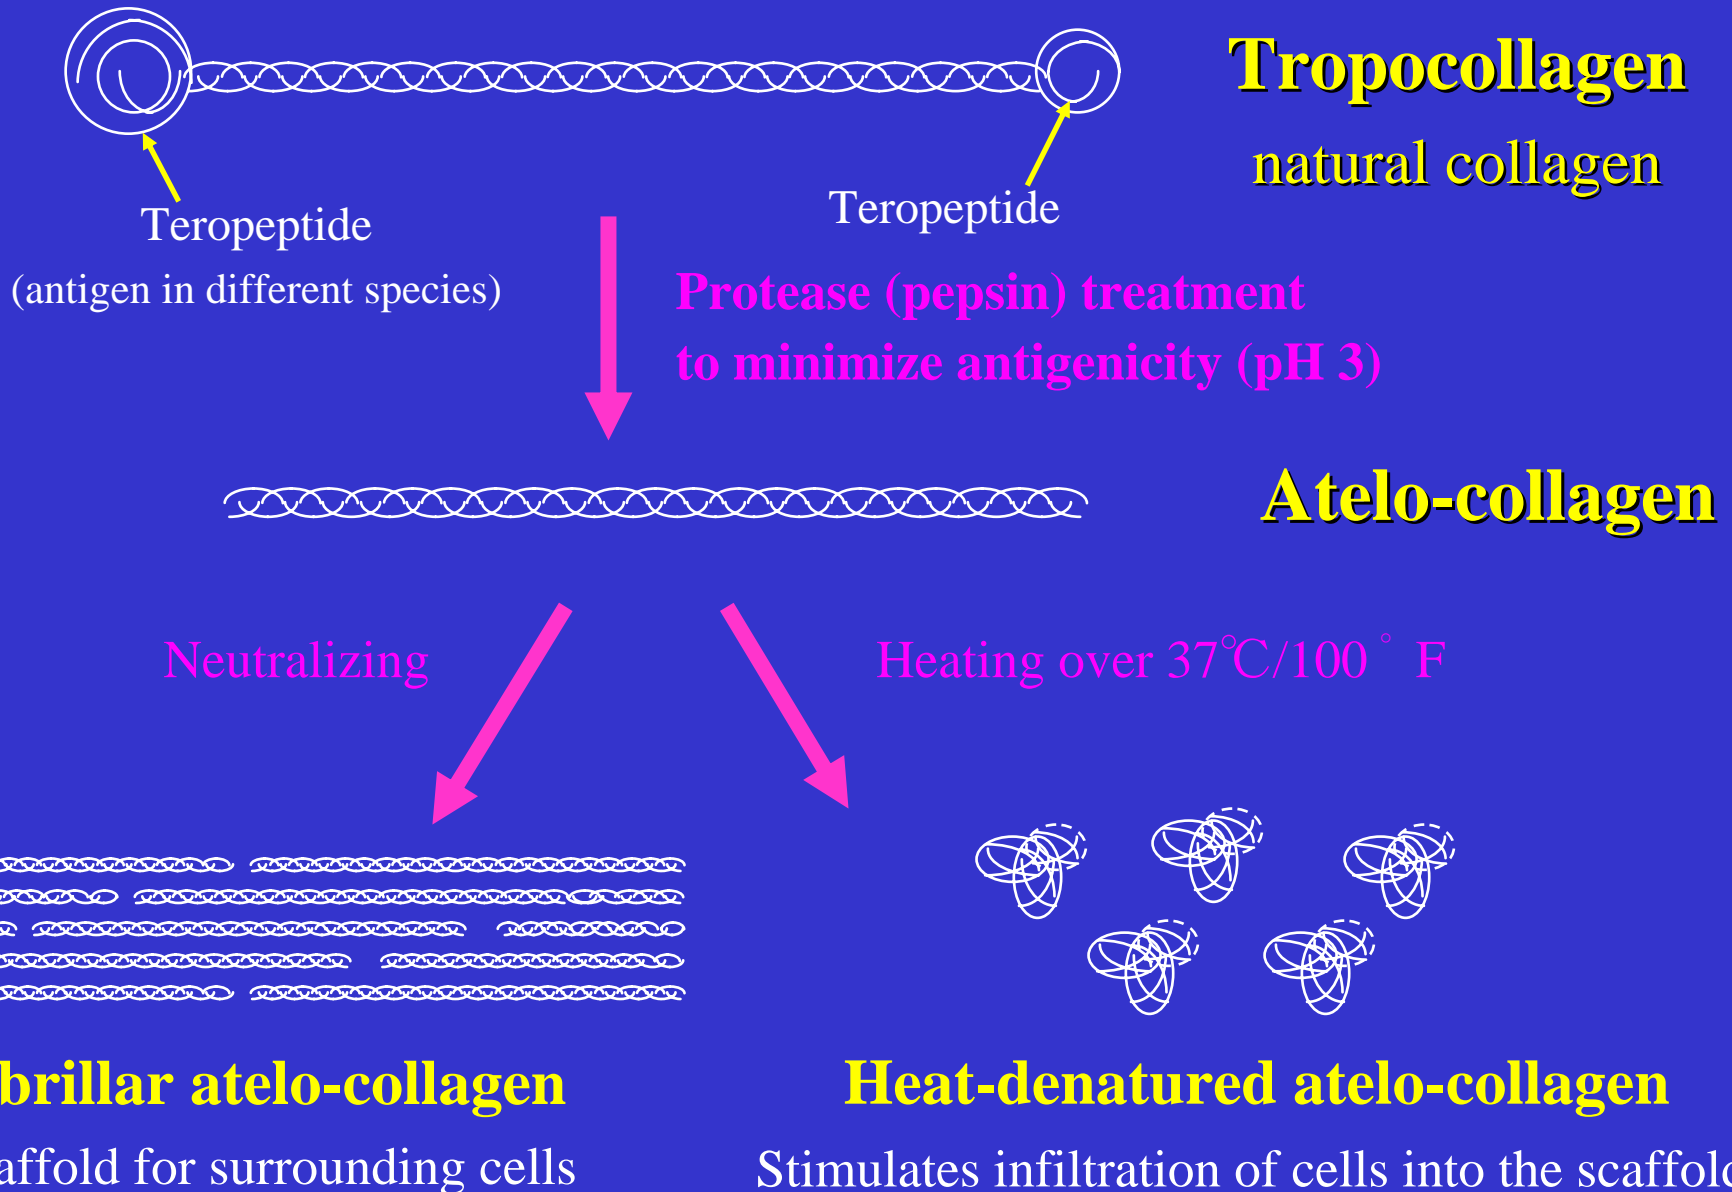 Tropocollagen
natural collagen
Teropeptide
(antigen in different species)
Teropeptide
Protease (pepsin) treatment
to minimize antigenicity (pH 3)
Atelo-collagen
Neutralizing
Heating over 37℃/100 ° F
brillar atelo-collagen
affold for surrounding cells
Heat-denatured atelo-collagen
Stimulates infiltration of cells into the scaffold